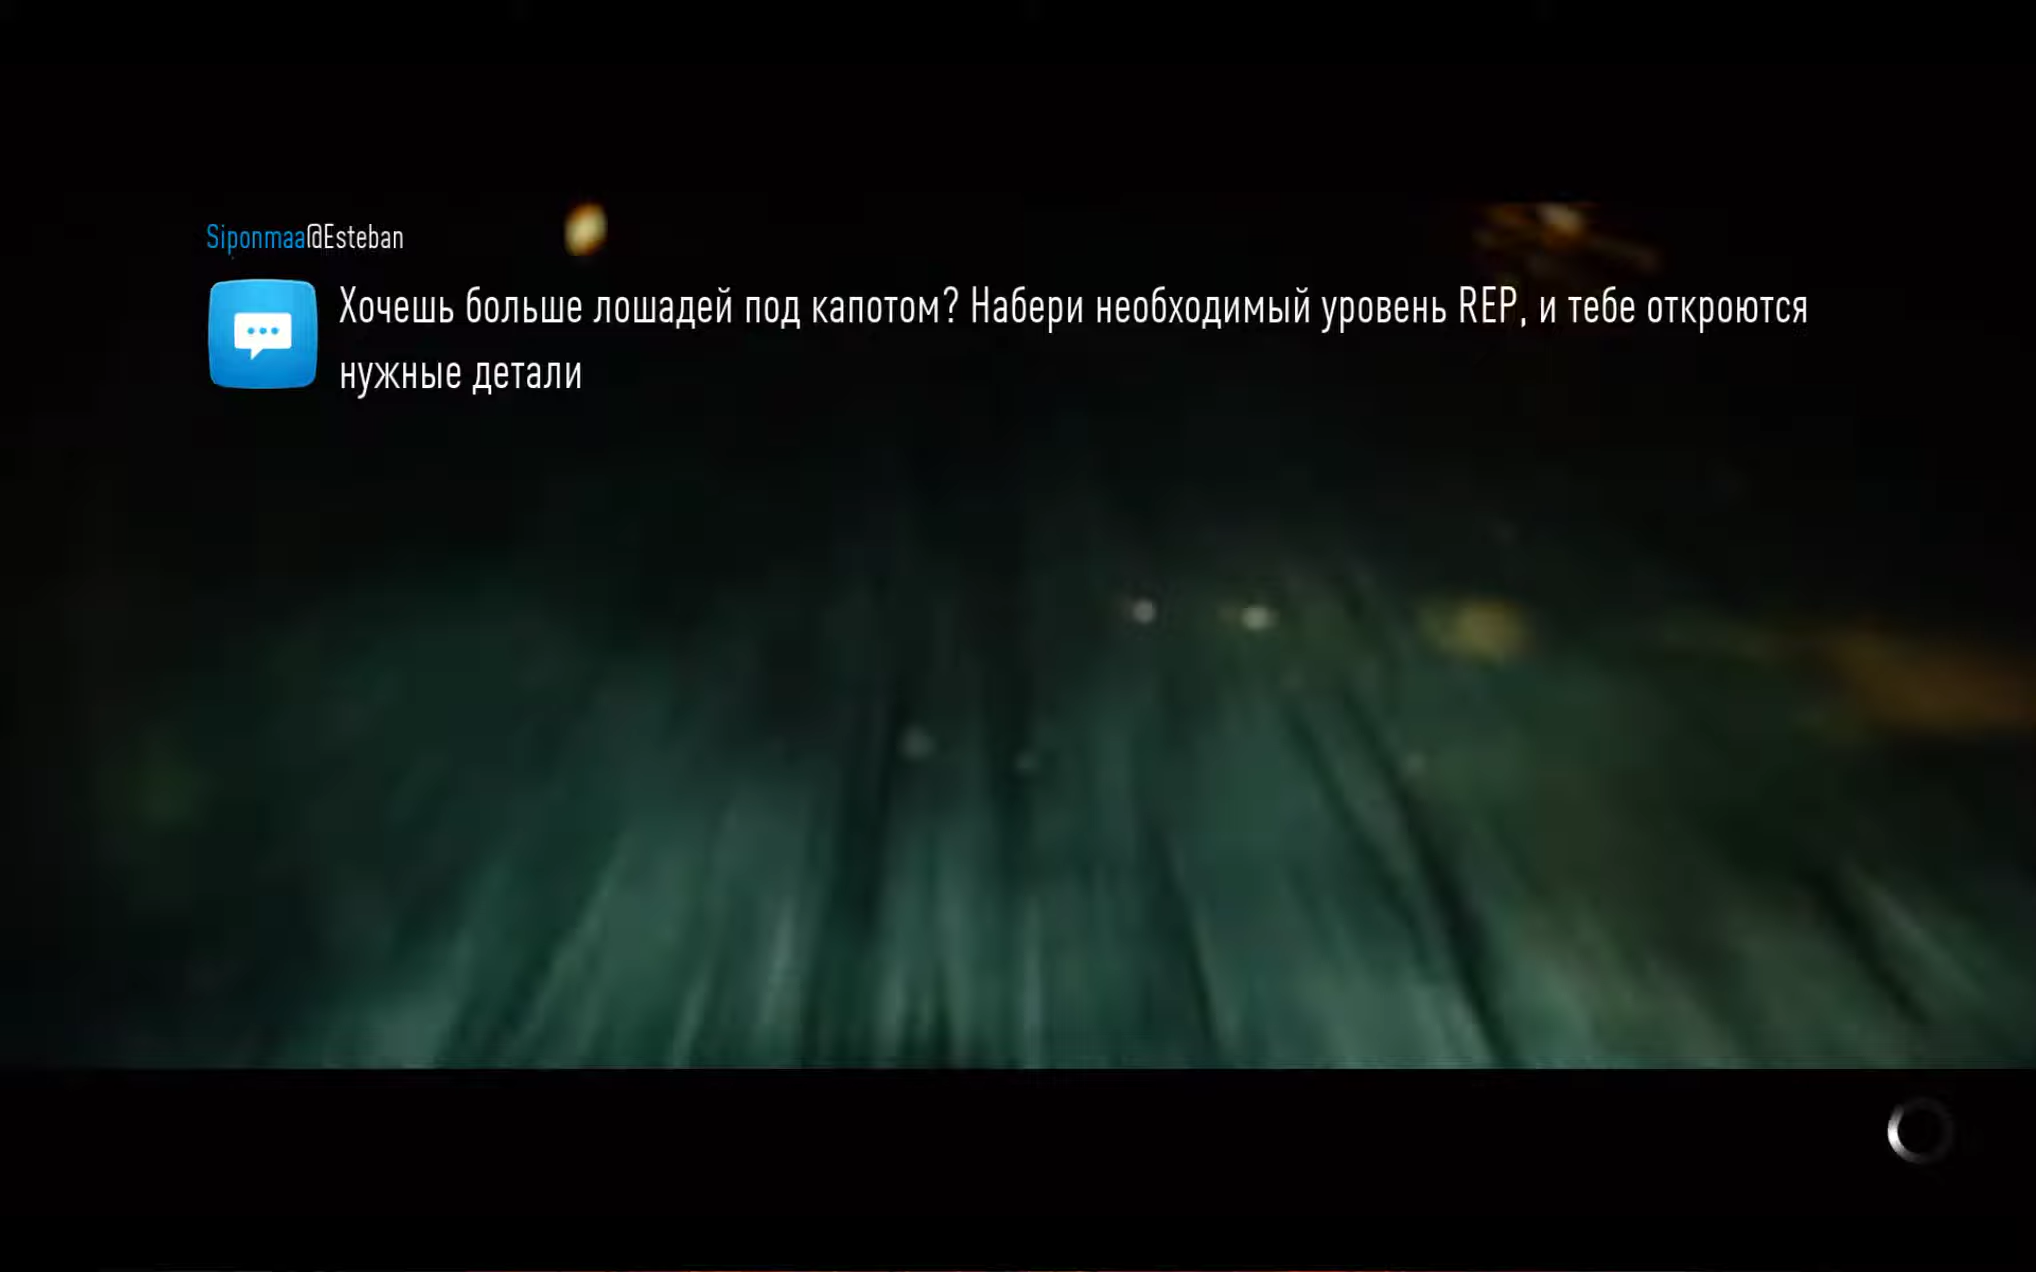 Siponmaa@Esteban
Хочешь больше лошадей под капотом? Набери необходимый уровень REP, и тебе откроются
нужные детали